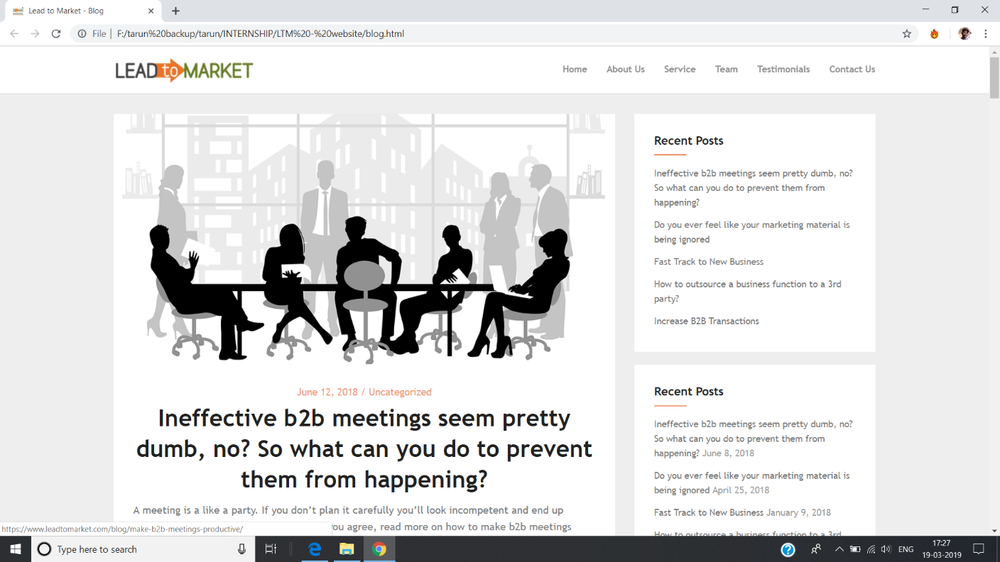 Lead to Market - Blog
File
F:/tarun%20backup/tarun/INTERNSHIP/LTM%20-%20website/blog.html
LEAD to MARKET
Home
About Us
Service
Team
Testimonials
Contact Us
June 12, 2018 / Uncategorized
Ineffective b2b meetings seem pretty
dumb, no? So what can you do to prevent
them from happening?
A meeting is a like a party. If you don’t plan it carefully you’ll look incompetent and end up
you agree, read more on how to make b2b meetings
Recent Posts
Ineffective b2b meetings seem pretty dumb, no?
So what can you do to prevent them from
happening?
Do you ever feel like your marketing material is
being ignored
Fast Track to New Business
How to outsource a business function to a 3rd
party?
Increase B2B Transactions
Recent Posts
Ineffective b2b meetings seem pretty dumb, no?
So what can you do to prevent them from
happening? June 8, 2018
Do you ever feel like your marketing material is
being ignored April 25, 2018
Fast Track to New Business January 9, 2018
How to outsource a business function to a 3rd
https://www.leadtomarket.com/blog/make-b2b-meetings-productive/
Type here to search
ENG
17:27
19-03-2019